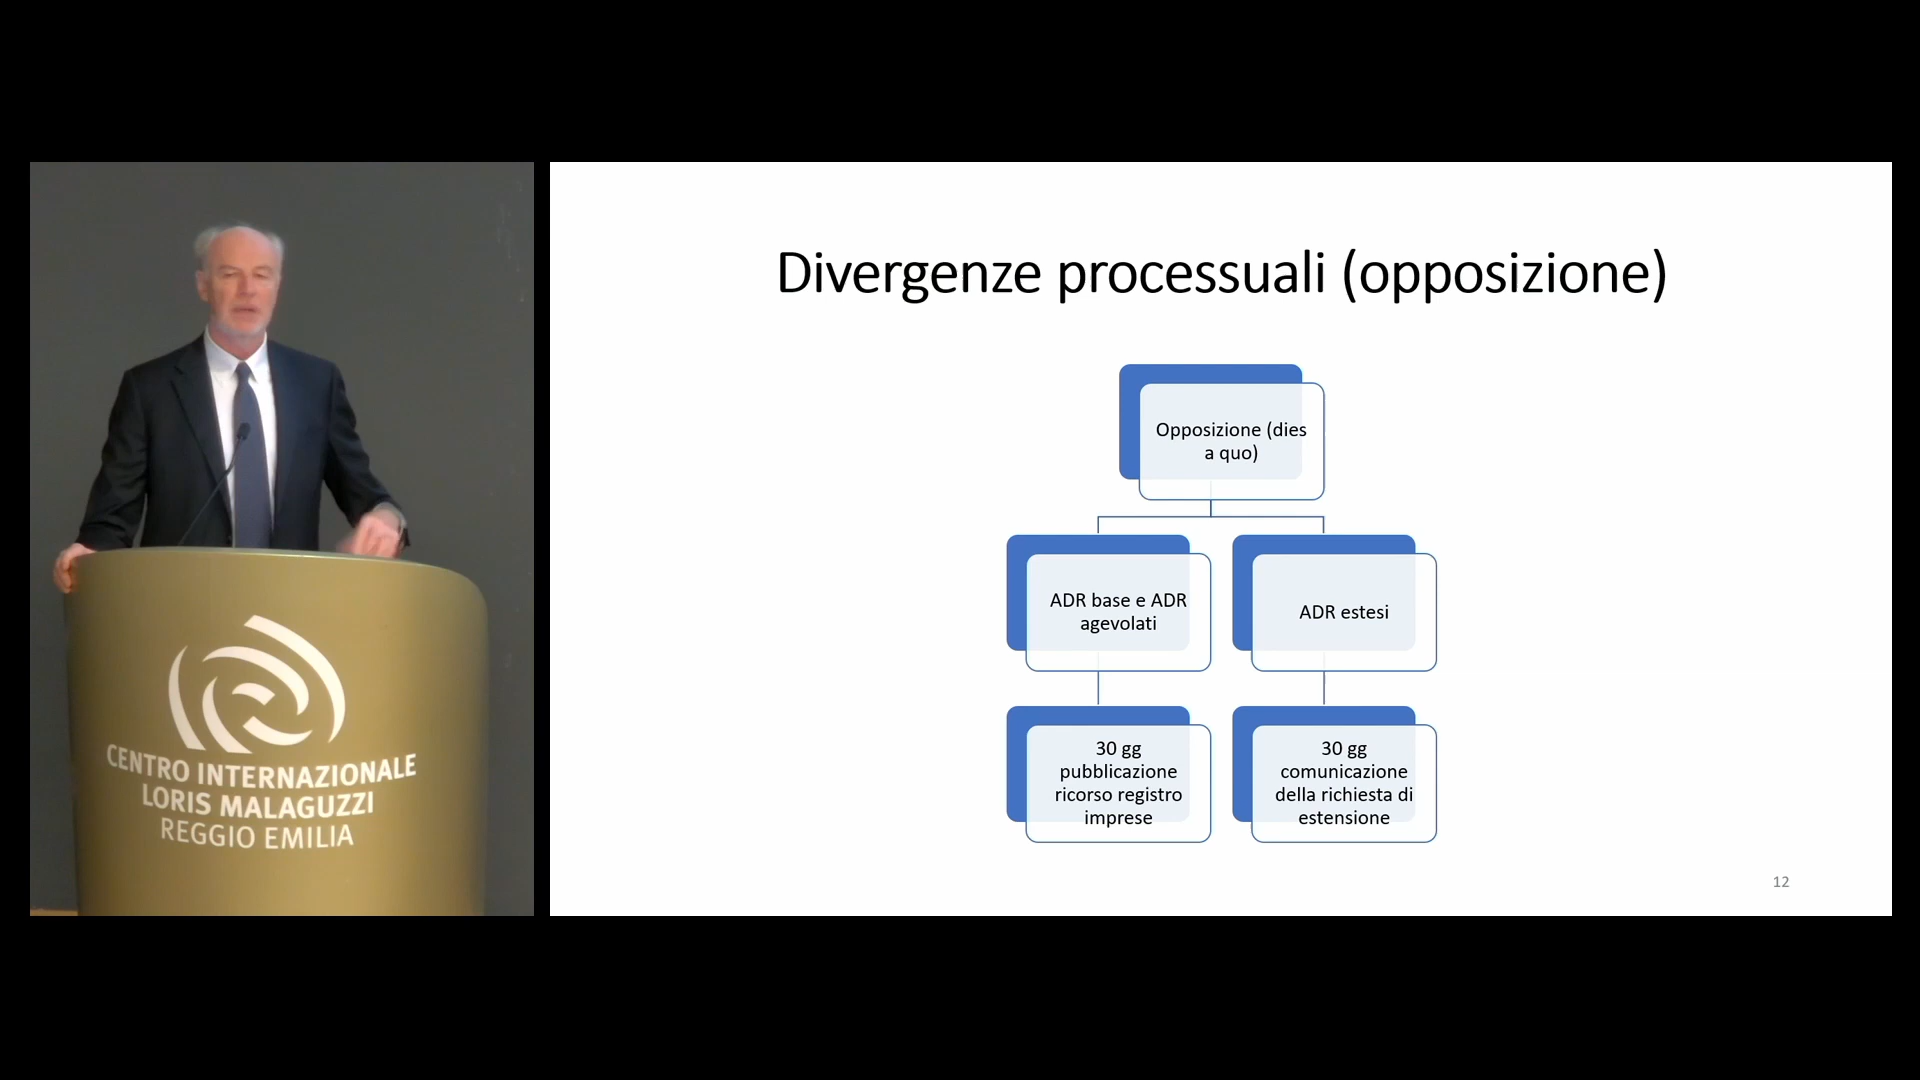 CENTRO INTERNAZIONALE
LORIS MALAGUZZI
REGGIO EMILIA
Divergenze processuali (opposizione)
Opposizione (dies
a quo)
ADR base e ADR
agevolati
ADR estesi
30 gg
pubblicazione
ricorso registro
imprese
30 gg
comunicazione
della richiesta di
estensione
12